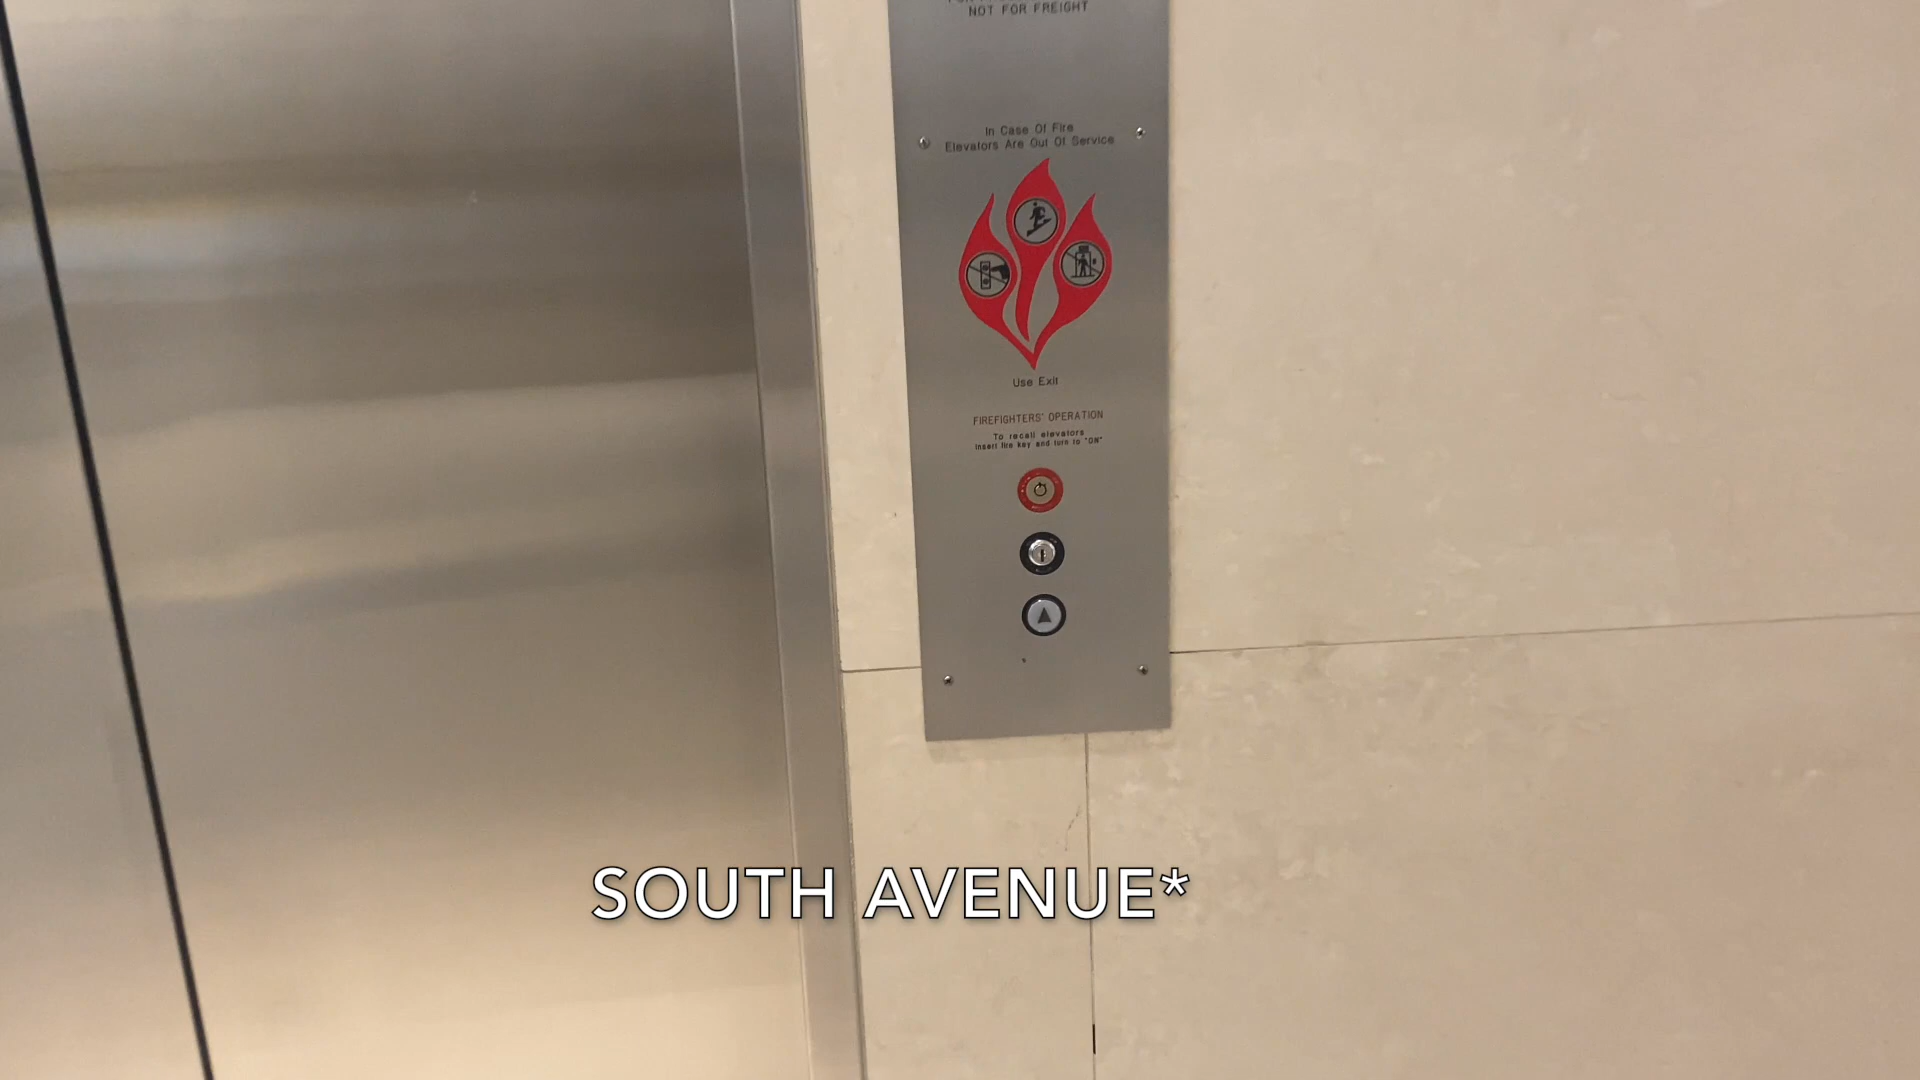 NOT FOR FREIGHT
In Case Of Fire
Elevators Are Out Of Service
Use Exit
FIREFIGHTERS' OPERATION
To recall elevators
Insert fire key and turn to "ON"
SOUTH AVENUE*